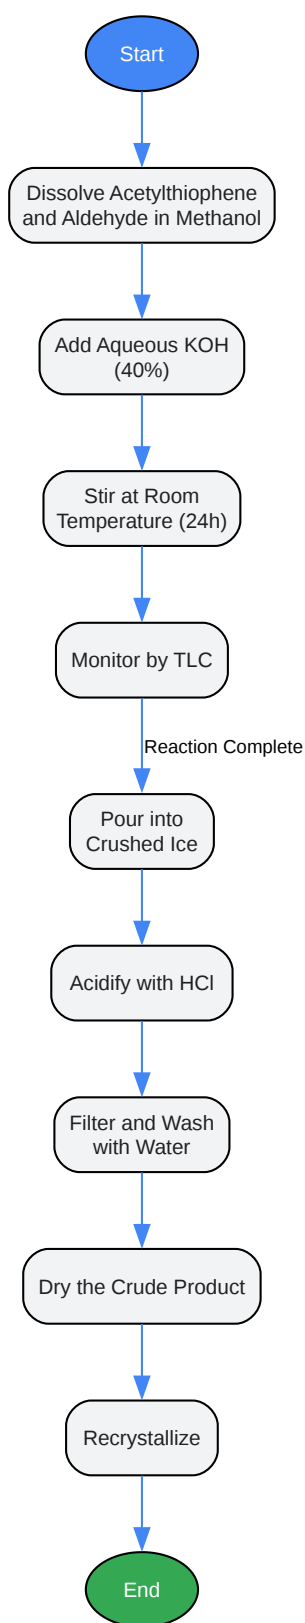 Start
Dissolve Acetylthiophene
and Aldehyde in Methanol
Add Aqueous KOH
(40%)
Stir at Room
Temperature (24h)
Monitor by TLC
Reaction Complete
Pour into
Crushed Ice
Acidify with HCl
Filter and Wash
with Water
Dry the Crude Product
Recrystallize
End